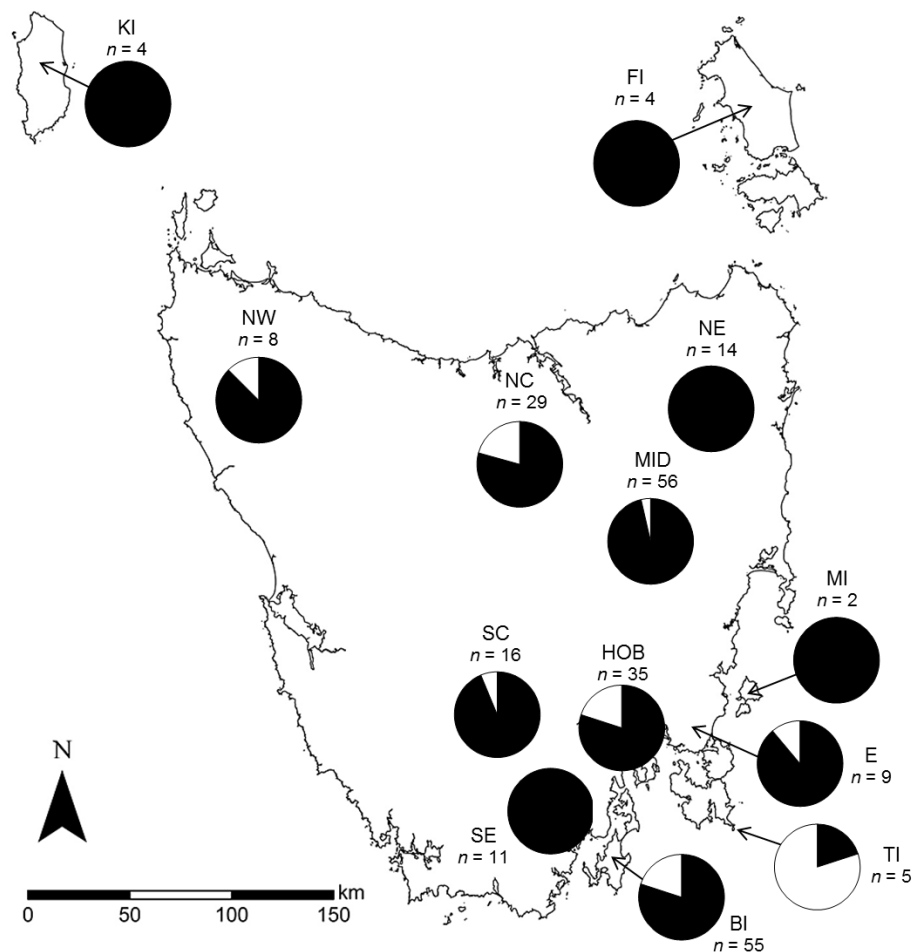 KI
n = 4
FI
n = 4
NW
n = 8
NC
n = 29
NE
n = 14
MID
n = 56
MI
n = 2
SC
n = 16
HOB
n = 35
E
n = 9
N
SE
n = 11
TI
n = 5
km
0 50 100 150
BI
n = 55